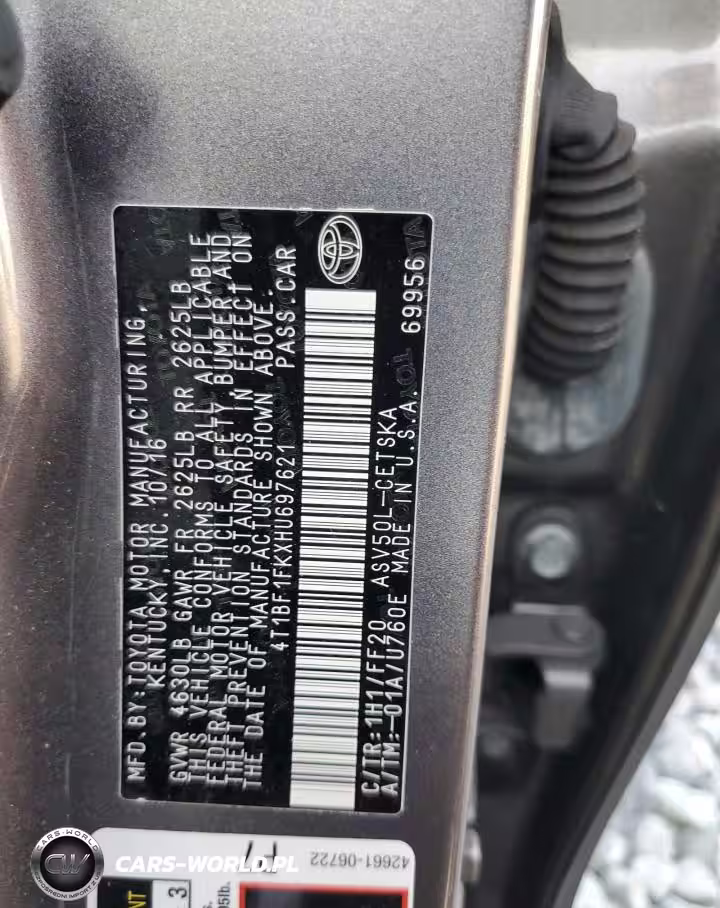 MFD.BY:TOYOTA MOTOR MANUFACTURING,
KENTUCKY, INC. 10/16
GVWR 4630LB GAWR FR 2625LB RR 2625LB
THIS VEHICLE CONFORMS TO ALL APPLICABLE
FEDERAL MOTOR VEHICLE SAFETY, BUMPER, AND
THEFT PREVENTION STANDARDS IN EFFECT ON
THE DATE OF MANUFACTURE SHOWN ABOVE.
4T1BF1FKXHU697621 PASS.CAR
C/TR:1H1/FF20 ASV50L-CETSKA
A/TM:-01A/U760E MADE IN U.S.A. 69956
42661-06722
CARS-WORLD
CW
CARS-WORLD.PL